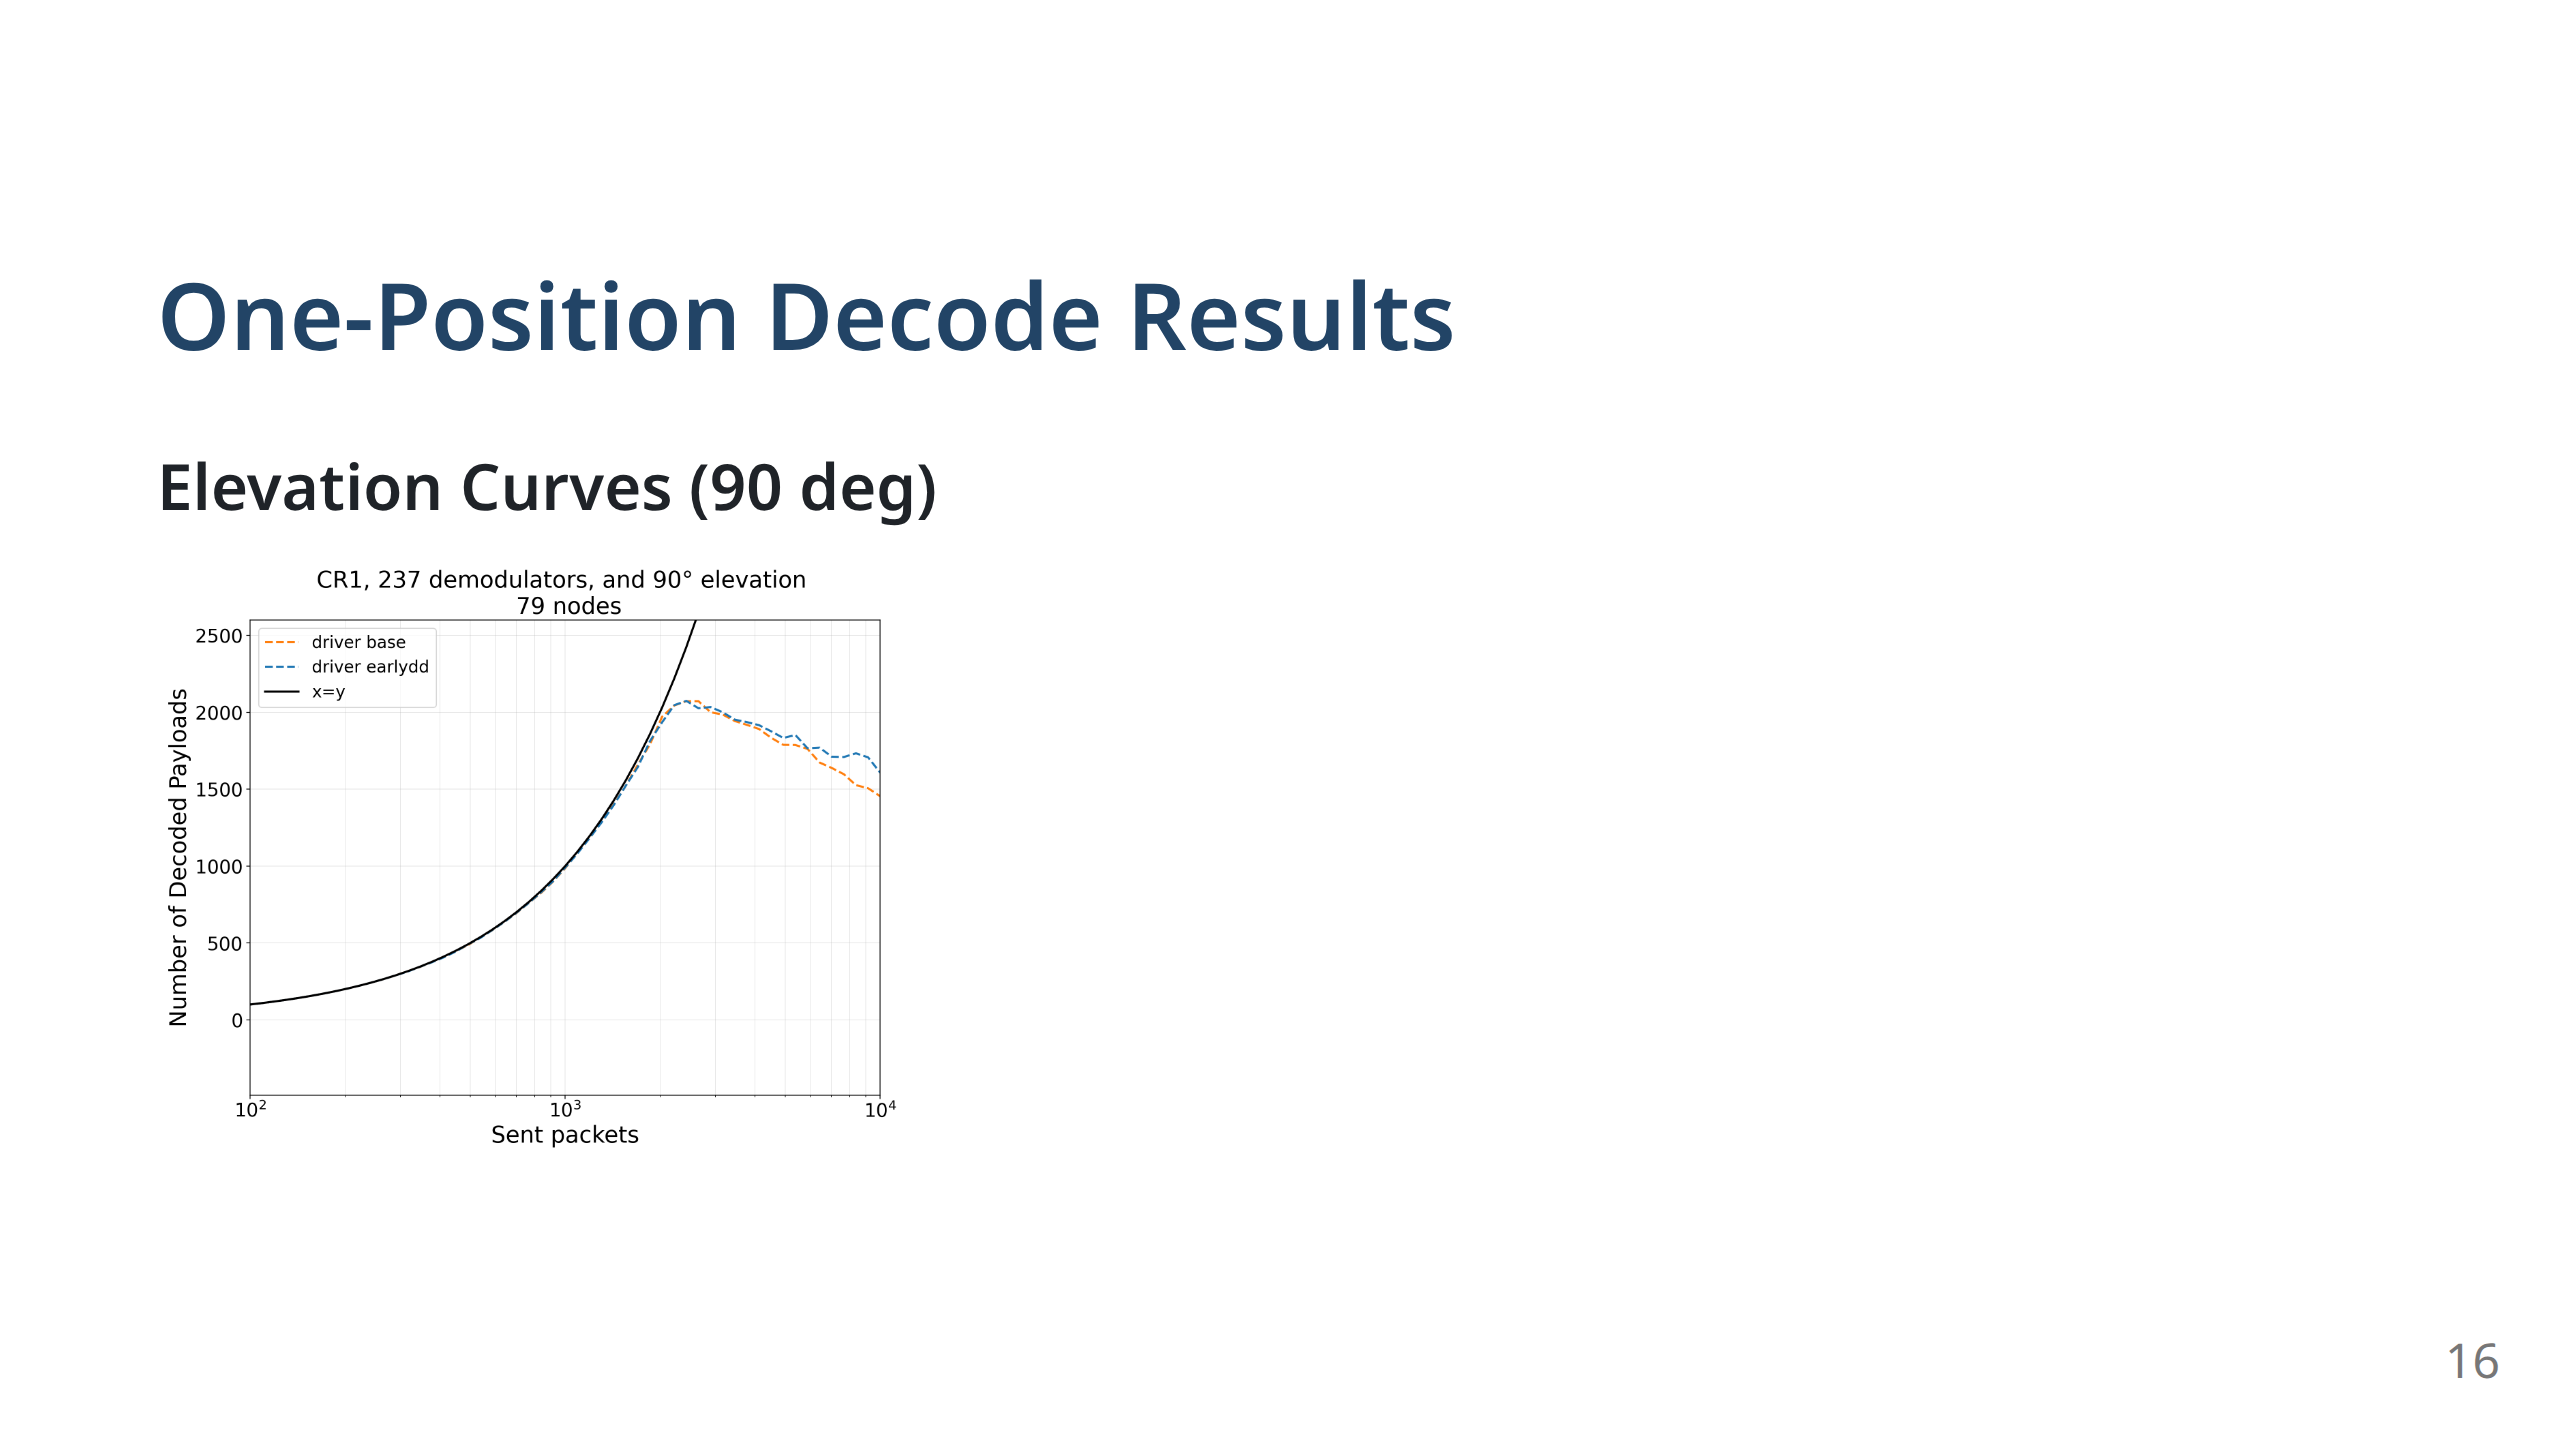 One-Position Decode Results
Elevation Curves (90 deg)
CR1, 237 demodulators, and 90° elevation
79 nodes
driver base
driver earlydd
x=y
Number of Decoded Payloads
2500
2000
1500
1000
500
0
10²
10³
10⁴
Sent packets
16